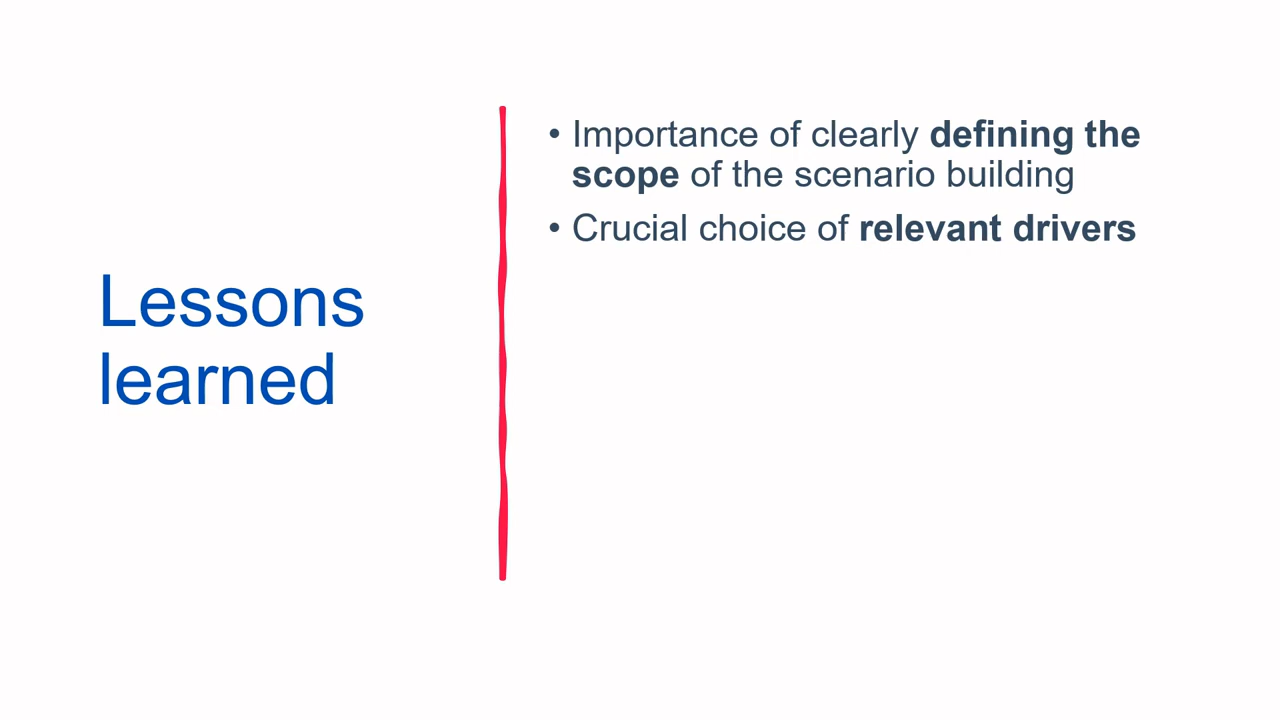 Lessons
learned
• Importance of clearly defining the
scope of the scenario building
• Crucial choice of relevant drivers